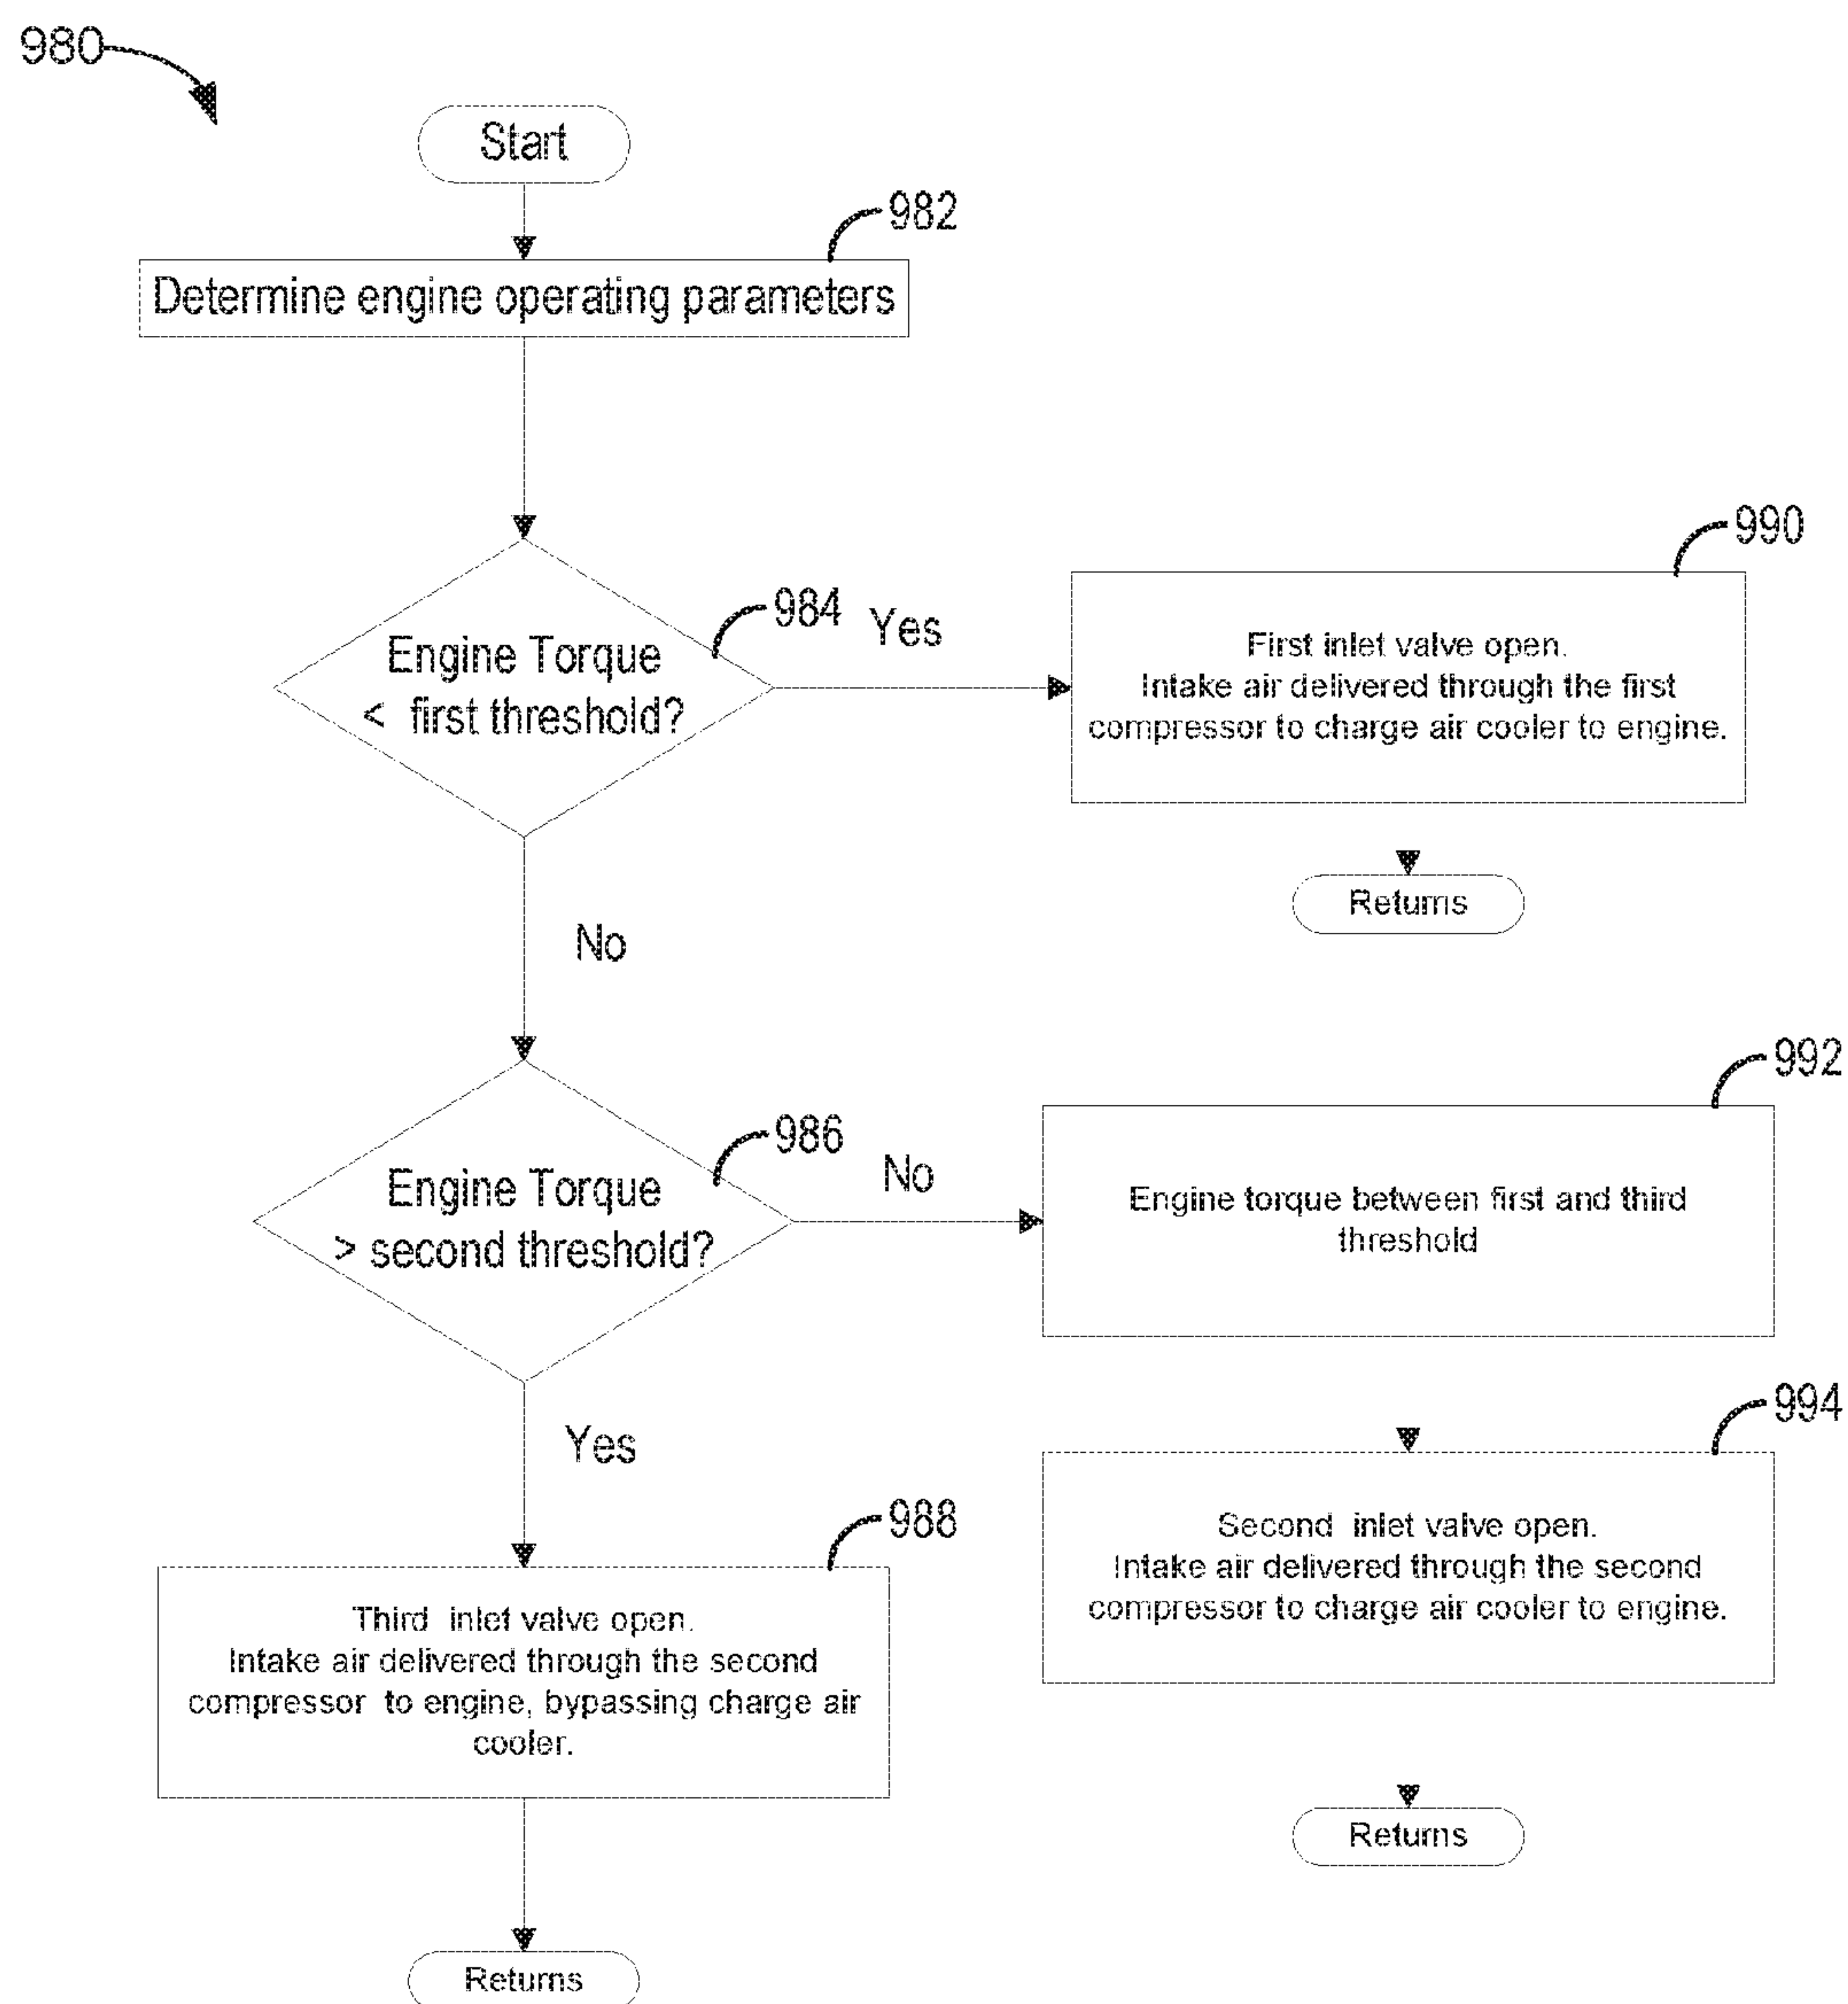 980
Start
982
Determine engine operating parameters
984
Engine Torque
< first threshold?
Yes
990
First inlet valve open.
Intake air delivered through the first
compressor to charge air cooler to engine.
Returns
No
986
Engine Torque
> second threshold?
No
992
Engine torque between first and third
threshold
994
Second inlet valve open.
Intake air delivered through the second
compressor to charge air cooler to engine.
Returns
Yes
988
Third inlet valve open.
Intake air delivered through the second
compressor to engine, bypassing charge air
cooler.
Returns